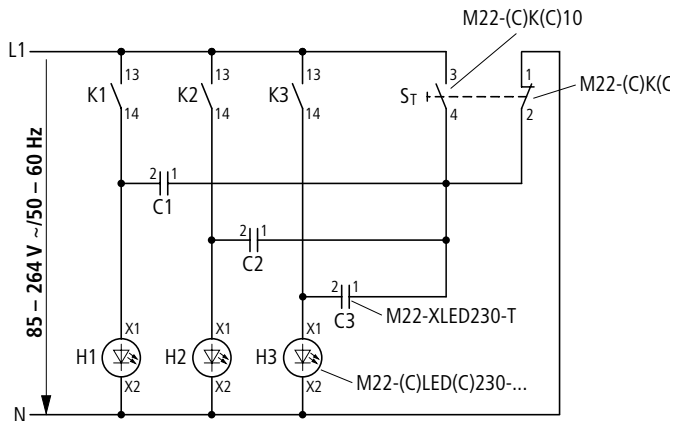 M22-(C)K(C)10
L1
13
13
13
3
1
K1
K2
K3
ST
M22-(C)K(C
14
14
14
4
2
85 – 264 V ~/50 – 60 Hz
2 1
C1
2 1
C2
2 1
C3
M22-XLED230-T
X1
X1
X1
H1
H2
H3
X2
X2
X2
M22-(C)LED(C)230-...
N